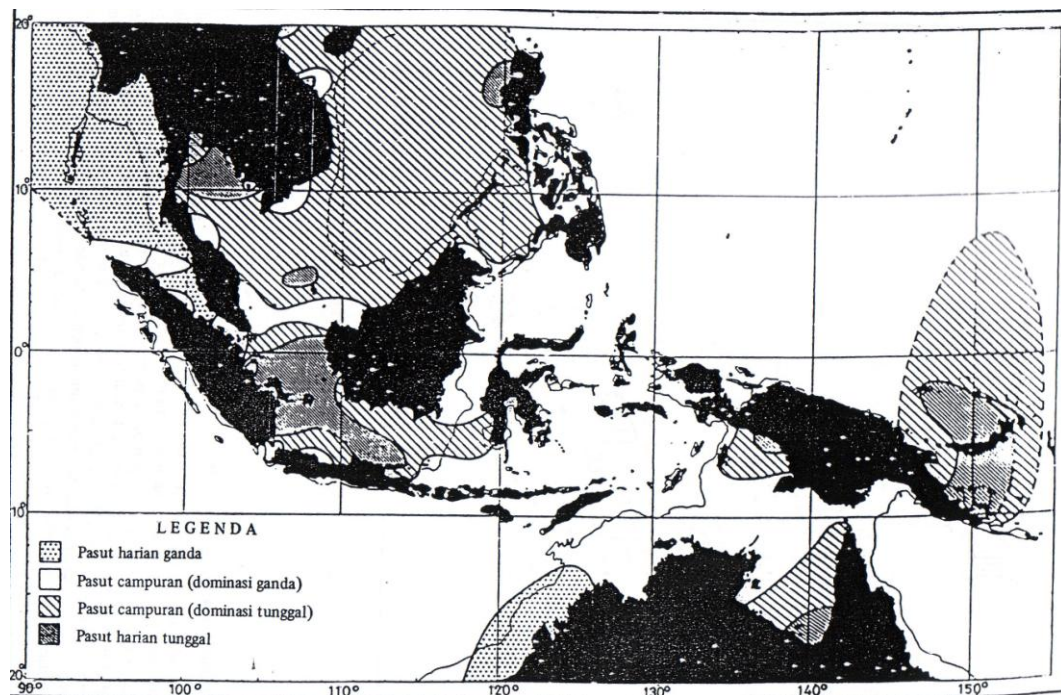 20°
10°
0°
10°
20°
90°
100°
110°
120°
130°
140°
150°
LEGENDA
Pasut harian ganda
Pasut campuran (dominasi ganda)
Pasut campuran (dominasi tunggal)
Pasut harian tunggal